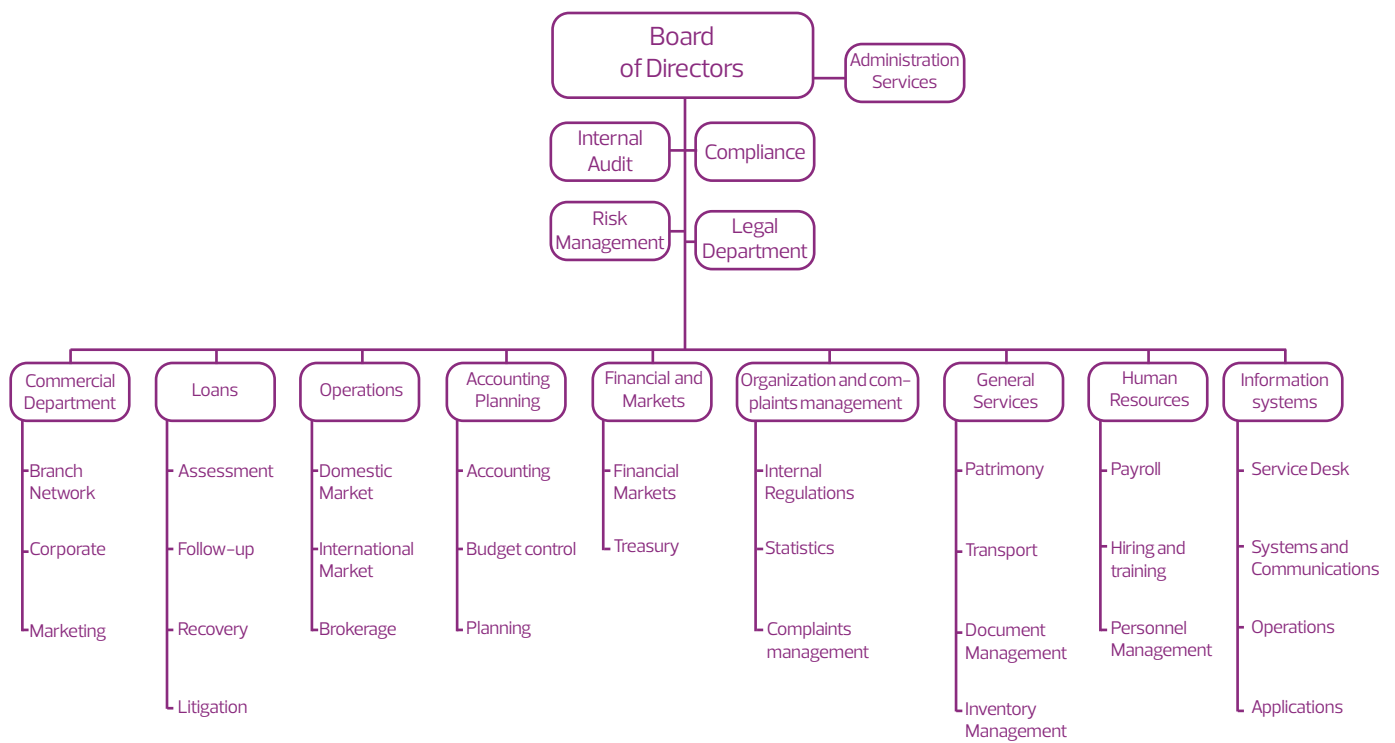 Board
of Directors
Administration
Services
Internal
Audit
Compliance
Risk
Management
Legal
Department
Commercial
Department
Loans
Operations
Accounting
Planning
Financial and
Markets
Organization and com-
plaints management
General
Services
Human
Resources
Information
systems
Branch
Network
Corporate
Marketing
Assessment
Follow-up
Recovery
Litigation
Domestic
Market
International
Market
Brokerage
Accounting
Budget control
Planning
Financial
Markets
Treasury
Internal
Regulations
Statistics
Complaints
management
Patrimony
Transport
Document
Management
Inventory
Management
Payroll
Hiring and
training
Personnel
Management
Service Desk
Systems and
Communications
Operations
Applications